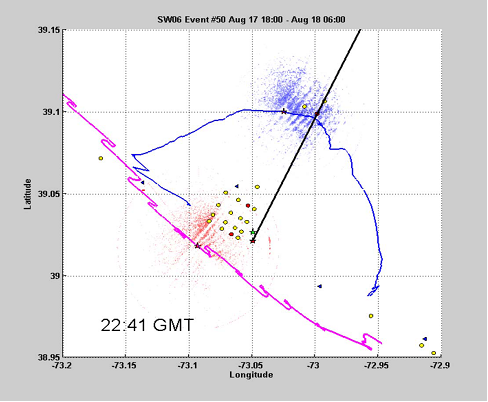 SW06 Event #50 Aug 17 18:00 - Aug 18 06:00
39.15
39.1
39.05
39
38.95
Latitude
22:41 GMT
-73.2 -73.15 -73.1 -73.05 -73 -72.95 -72.9
Longitude